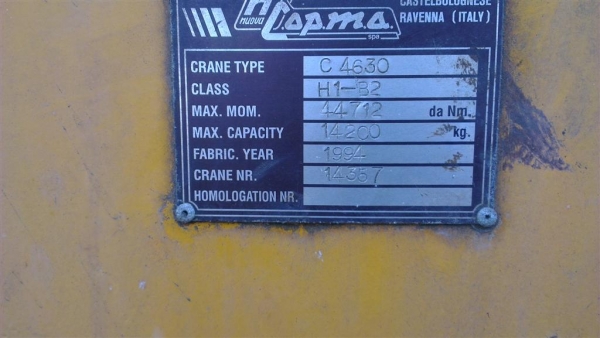 CASTELBOLOGNESE
nuova Copma spa
RAVENNA (ITALY)
CRANE TYPE C 4630
CLASS H1-B2
MAX. MOM. 44712 da Nm.
MAX. CAPACITY 14200 kg.
FABRIC. YEAR 1994
CRANE NR. 14357
HOMOLOGATION NR.